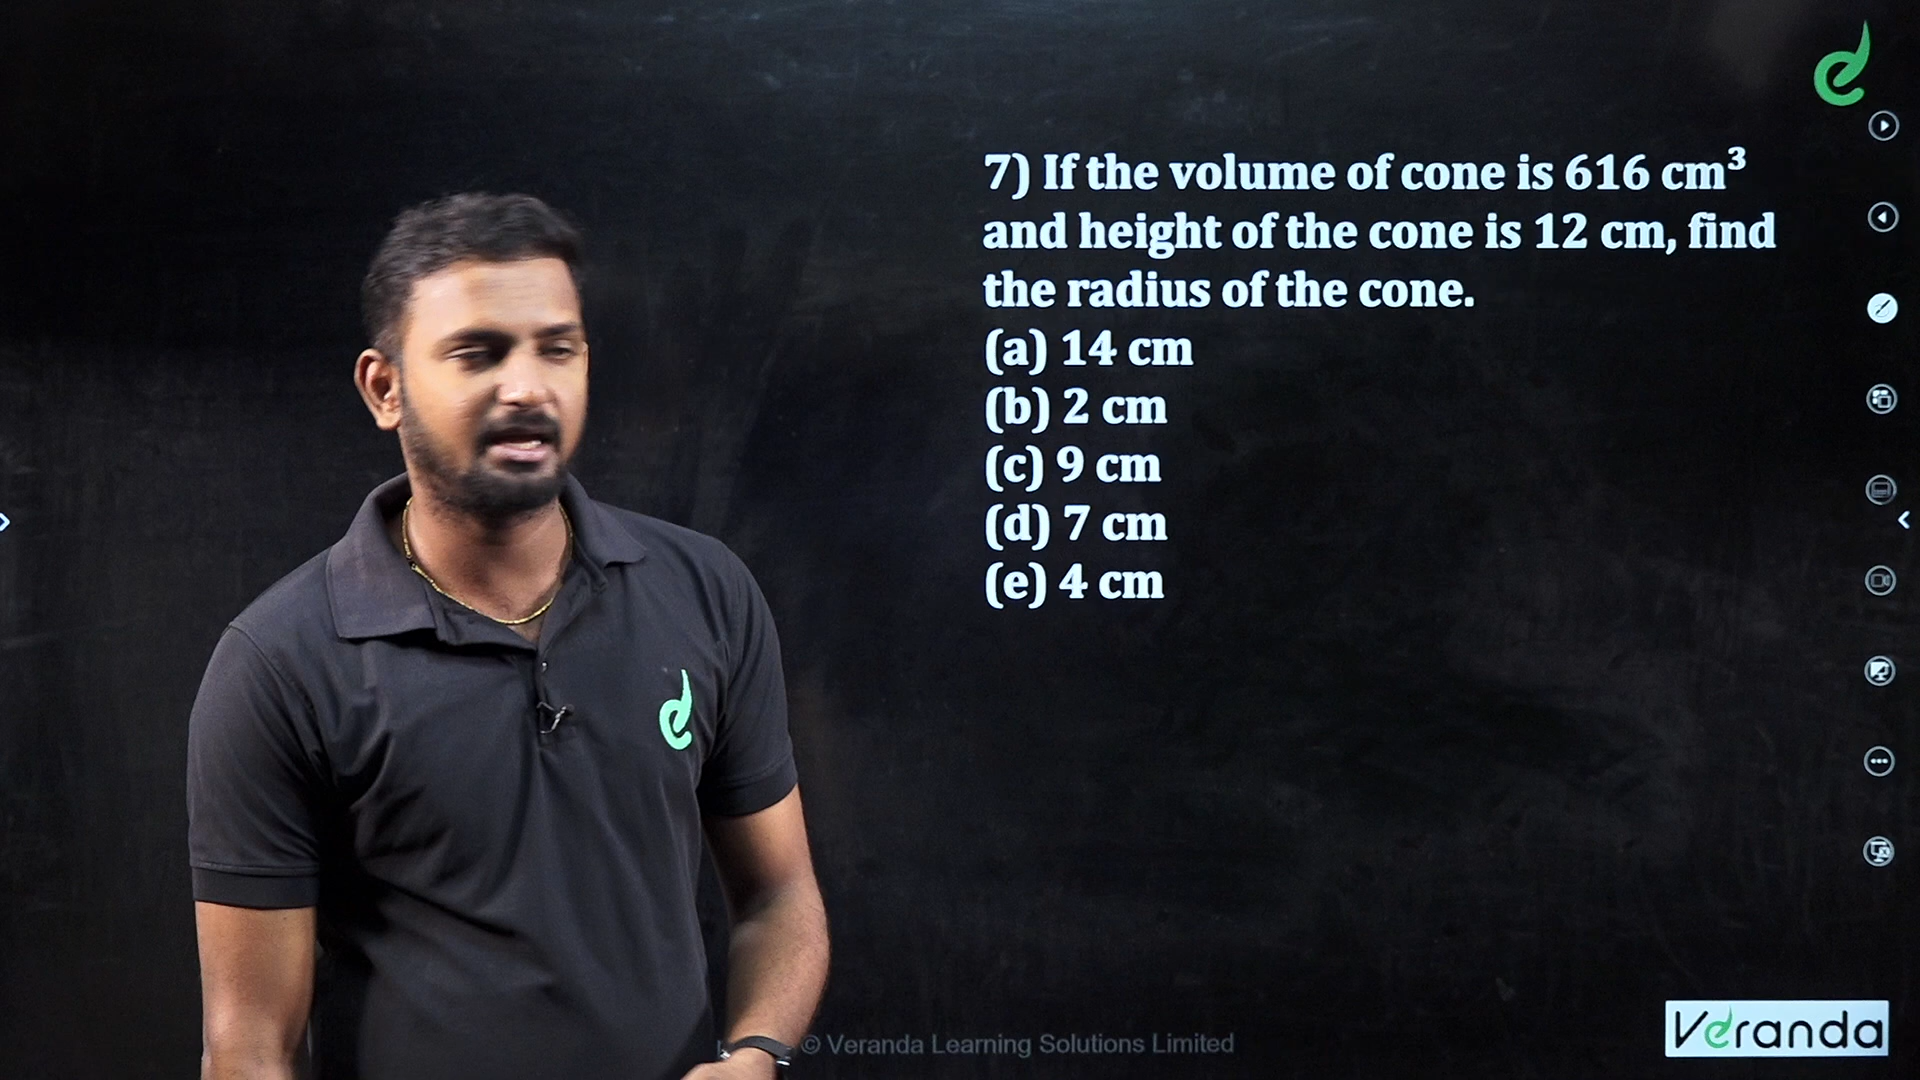 7) If the volume of cone is 616 cm³
and height of the cone is 12 cm, find
the radius of the cone.
(a) 14 cm
(b) 2 cm
(c) 9 cm
(d) 7 cm
(e) 4 cm
© Veranda Learning Solutions Limited
Veranda